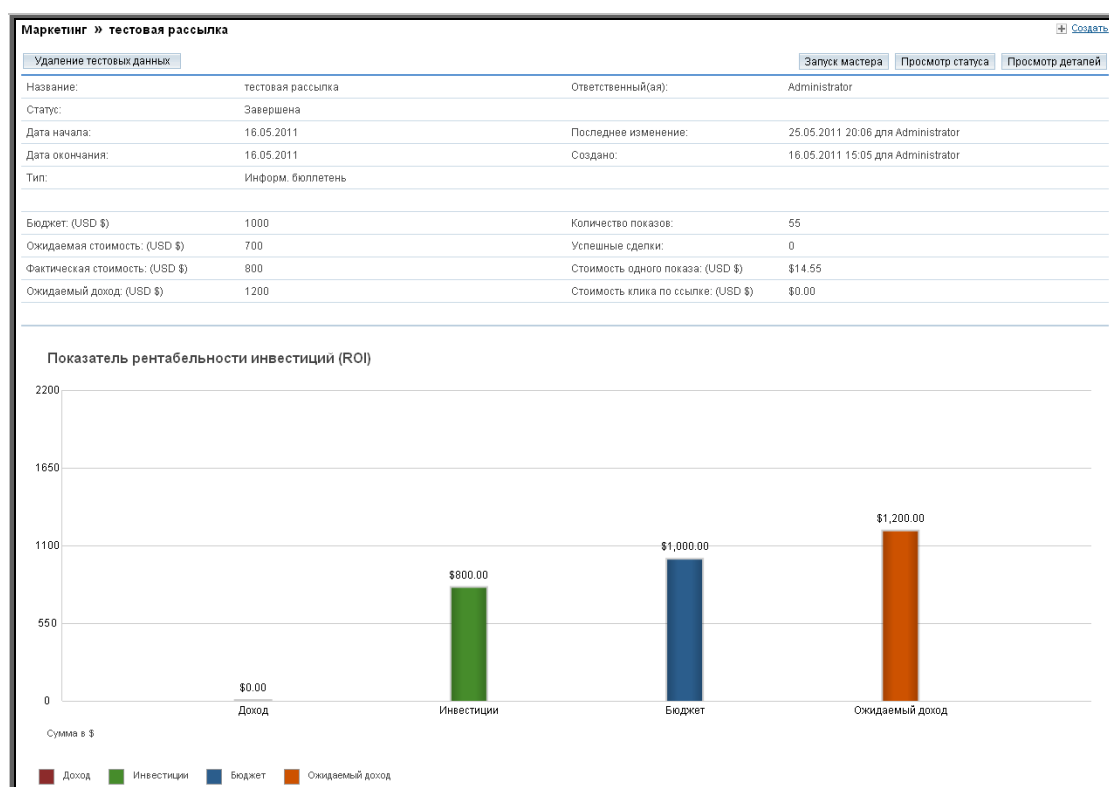 Маркетинг » тестовая рассылка
Создать
Удаление тестовых данных Запуск мастера Просмотр статуса Просмотр деталей
Название: тестовая рассылка Ответственный(ая): Administrator
Статус: Завершена
Дата начала: 16.05.2011 Последнее изменение: 25.05.2011 20:06 для Administrator
Дата окончания: 16.05.2011 Создано: 16.05.2011 15:05 для Administrator
Тип: Информ. бюллетень
Бюджет: (USD $) 1000 Количество показов: 55
Ожидаемая стоимость: (USD $) 700 Успешные сделки: 0
Фактическая стоимость: (USD $) 800 Стоимость одного показа: (USD $) $14.55
Ожидаемый доход: (USD $) 1200 Стоимость клика по ссылке: (USD $) $0.00
Показатель рентабельности инвестиций (ROI)
2200
1650
$1,200.00
1100 $1,000.00
$800.00
550
$0.00
0
Доход Инвестиции Бюджет Ожидаемый доход
Сумма в $
Доход Инвестиции Бюджет Ожидаемый доход